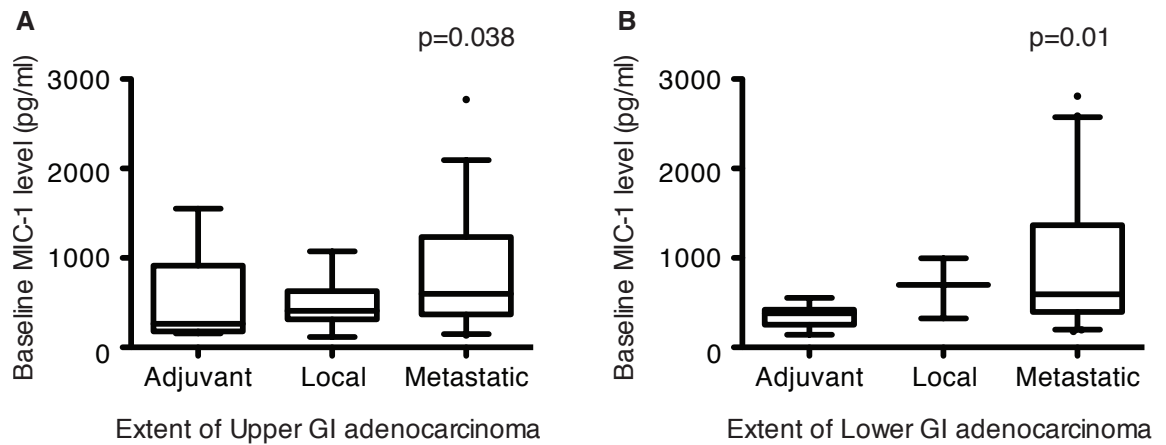 A
p=0.038
Baseline MIC-1 level (pg/ml)
3000
2000
1000
0
Adjuvant Local Metastatic
Extent of Upper GI adenocarcinoma
B
p=0.01
Baseline MIC-1 level (pg/ml)
3000
2000
1000
0
Adjuvant Local Metastatic
Extent of Lower GI adenocarcinoma